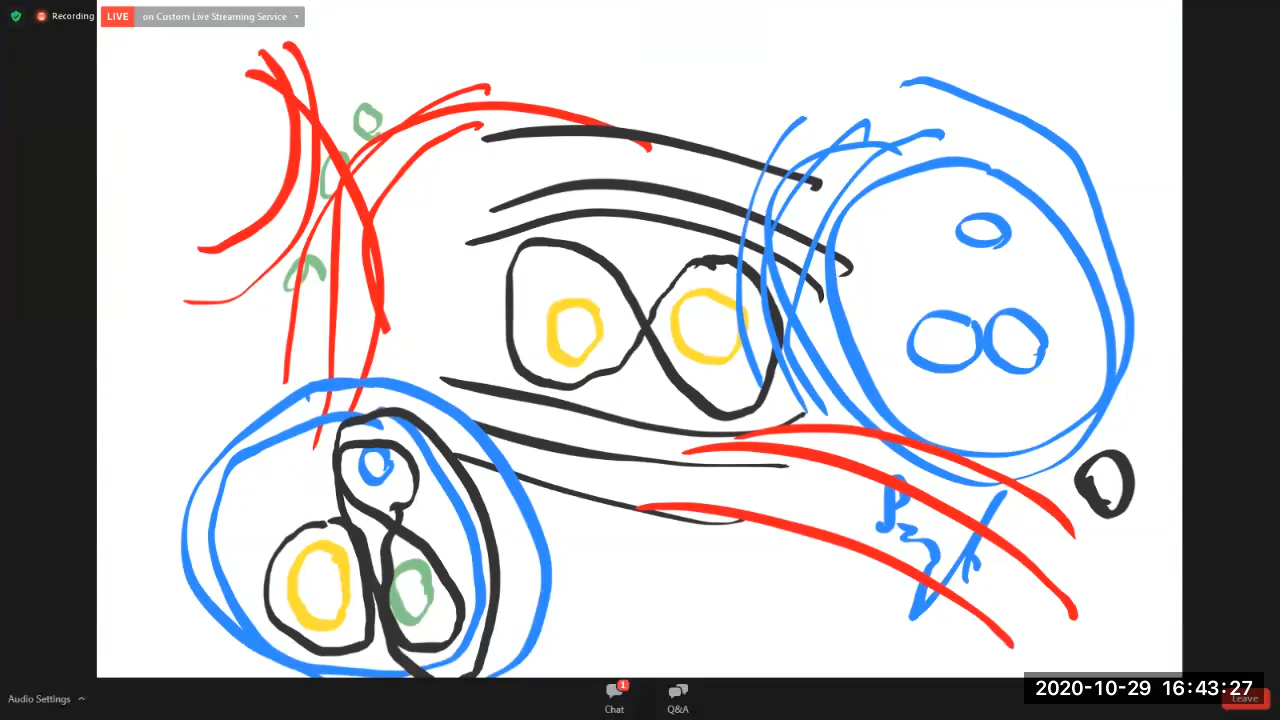 Recording
LIVE on Custom Live Streaming Service
Audio Settings
Chat
1
Q&A
Leave
2020-10-29 16:43:27